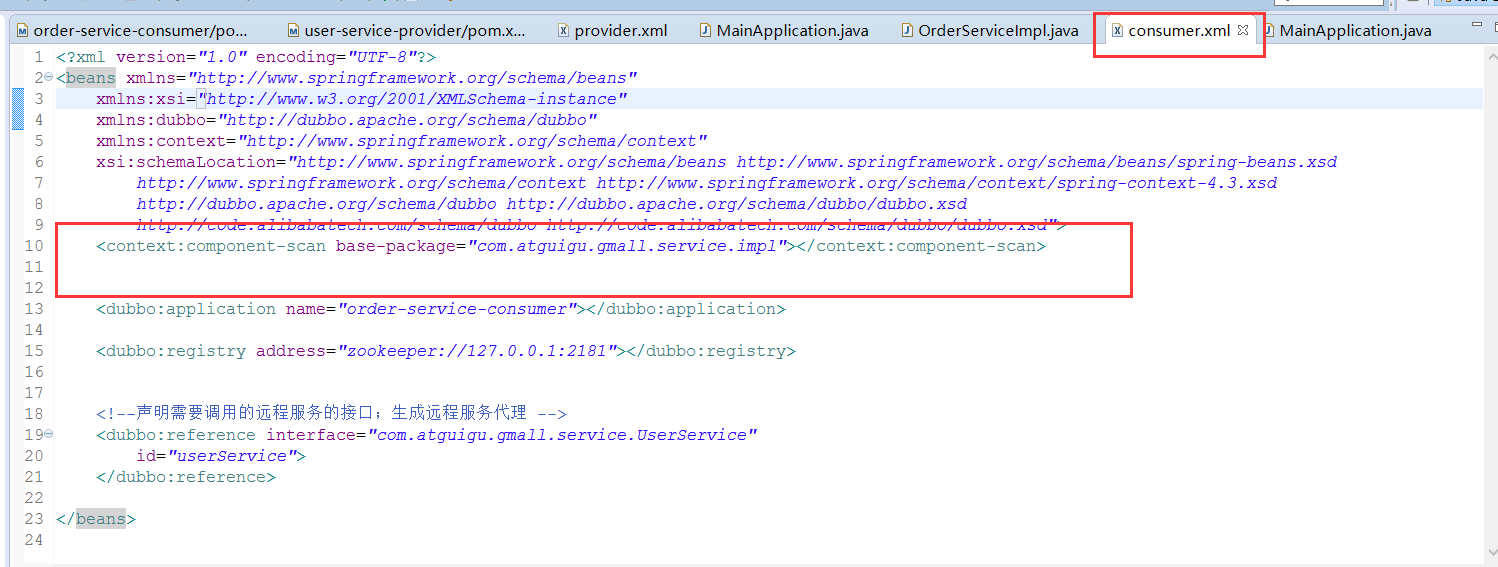 order-service-consumer/po... user-service-provider/pom.x... provider.xml MainApplication.java OrderServiceImpl.java consumer.xml MainApplication.java
1 <?xml version="1.0" encoding="UTF-8"?>
2 <beans xmlns="http://www.springframework.org/schema/beans"
3 xmlns:xsi="http://www.w3.org/2001/XMLSchema-instance"
4 xmlns:dubbo="http://dubbo.apache.org/schema/dubbo"
5 xmlns:context="http://www.springframework.org/schema/context"
6 xsi:schemaLocation="http://www.springframework.org/schema/beans http://www.springframework.org/schema/beans/spring-beans.xsd
7 http://www.springframework.org/schema/context http://www.springframework.org/schema/context/spring-context-4.3.xsd
8 http://dubbo.apache.org/schema/dubbo http://dubbo.apache.org/schema/dubbo/dubbo.xsd
9 http://code.alibabatech.com/schema/dubbo http://code.alibabatech.com/schema/dubbo/dubbo.xsd">
10 <context:component-scan base-package="com.atguigu.gmall.service.impl"></context:component-scan>
11
12
13 <dubbo:application name="order-service-consumer"></dubbo:application>
14
15 <dubbo:registry address="zookeeper://127.0.0.1:2181"></dubbo:registry>
16
17
18 <!--声明需要调用的远程服务的接口；生成远程服务代理 -->
19 <dubbo:reference interface="com.atguigu.gmall.service.UserService"
20 id="userService">
21 </dubbo:reference>
22
23 </beans>
24